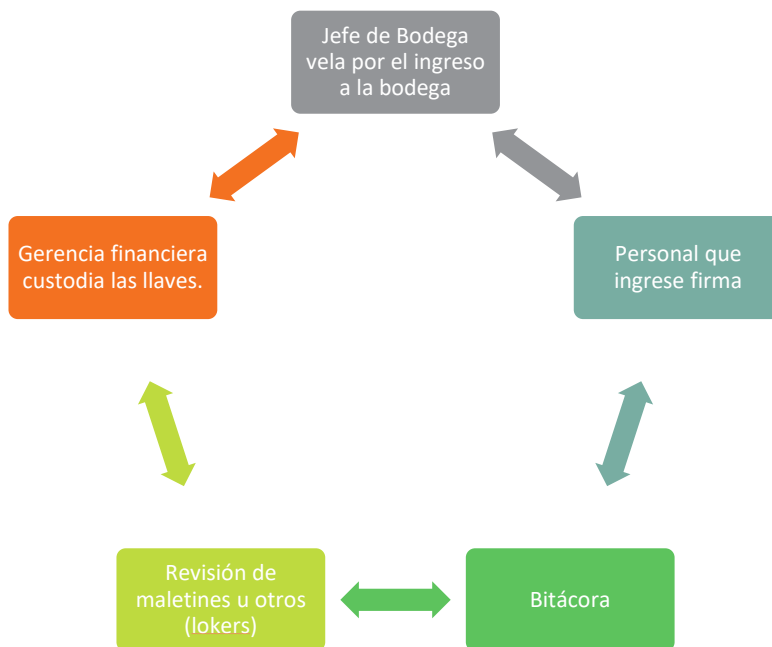 Jefe de Bodega
vela por el ingreso
a la bodega
Personal que
ingrese firma
Bitácora
Revisión de
maletines u otros
(lokers)
Gerencia financiera
custodia las llaves.